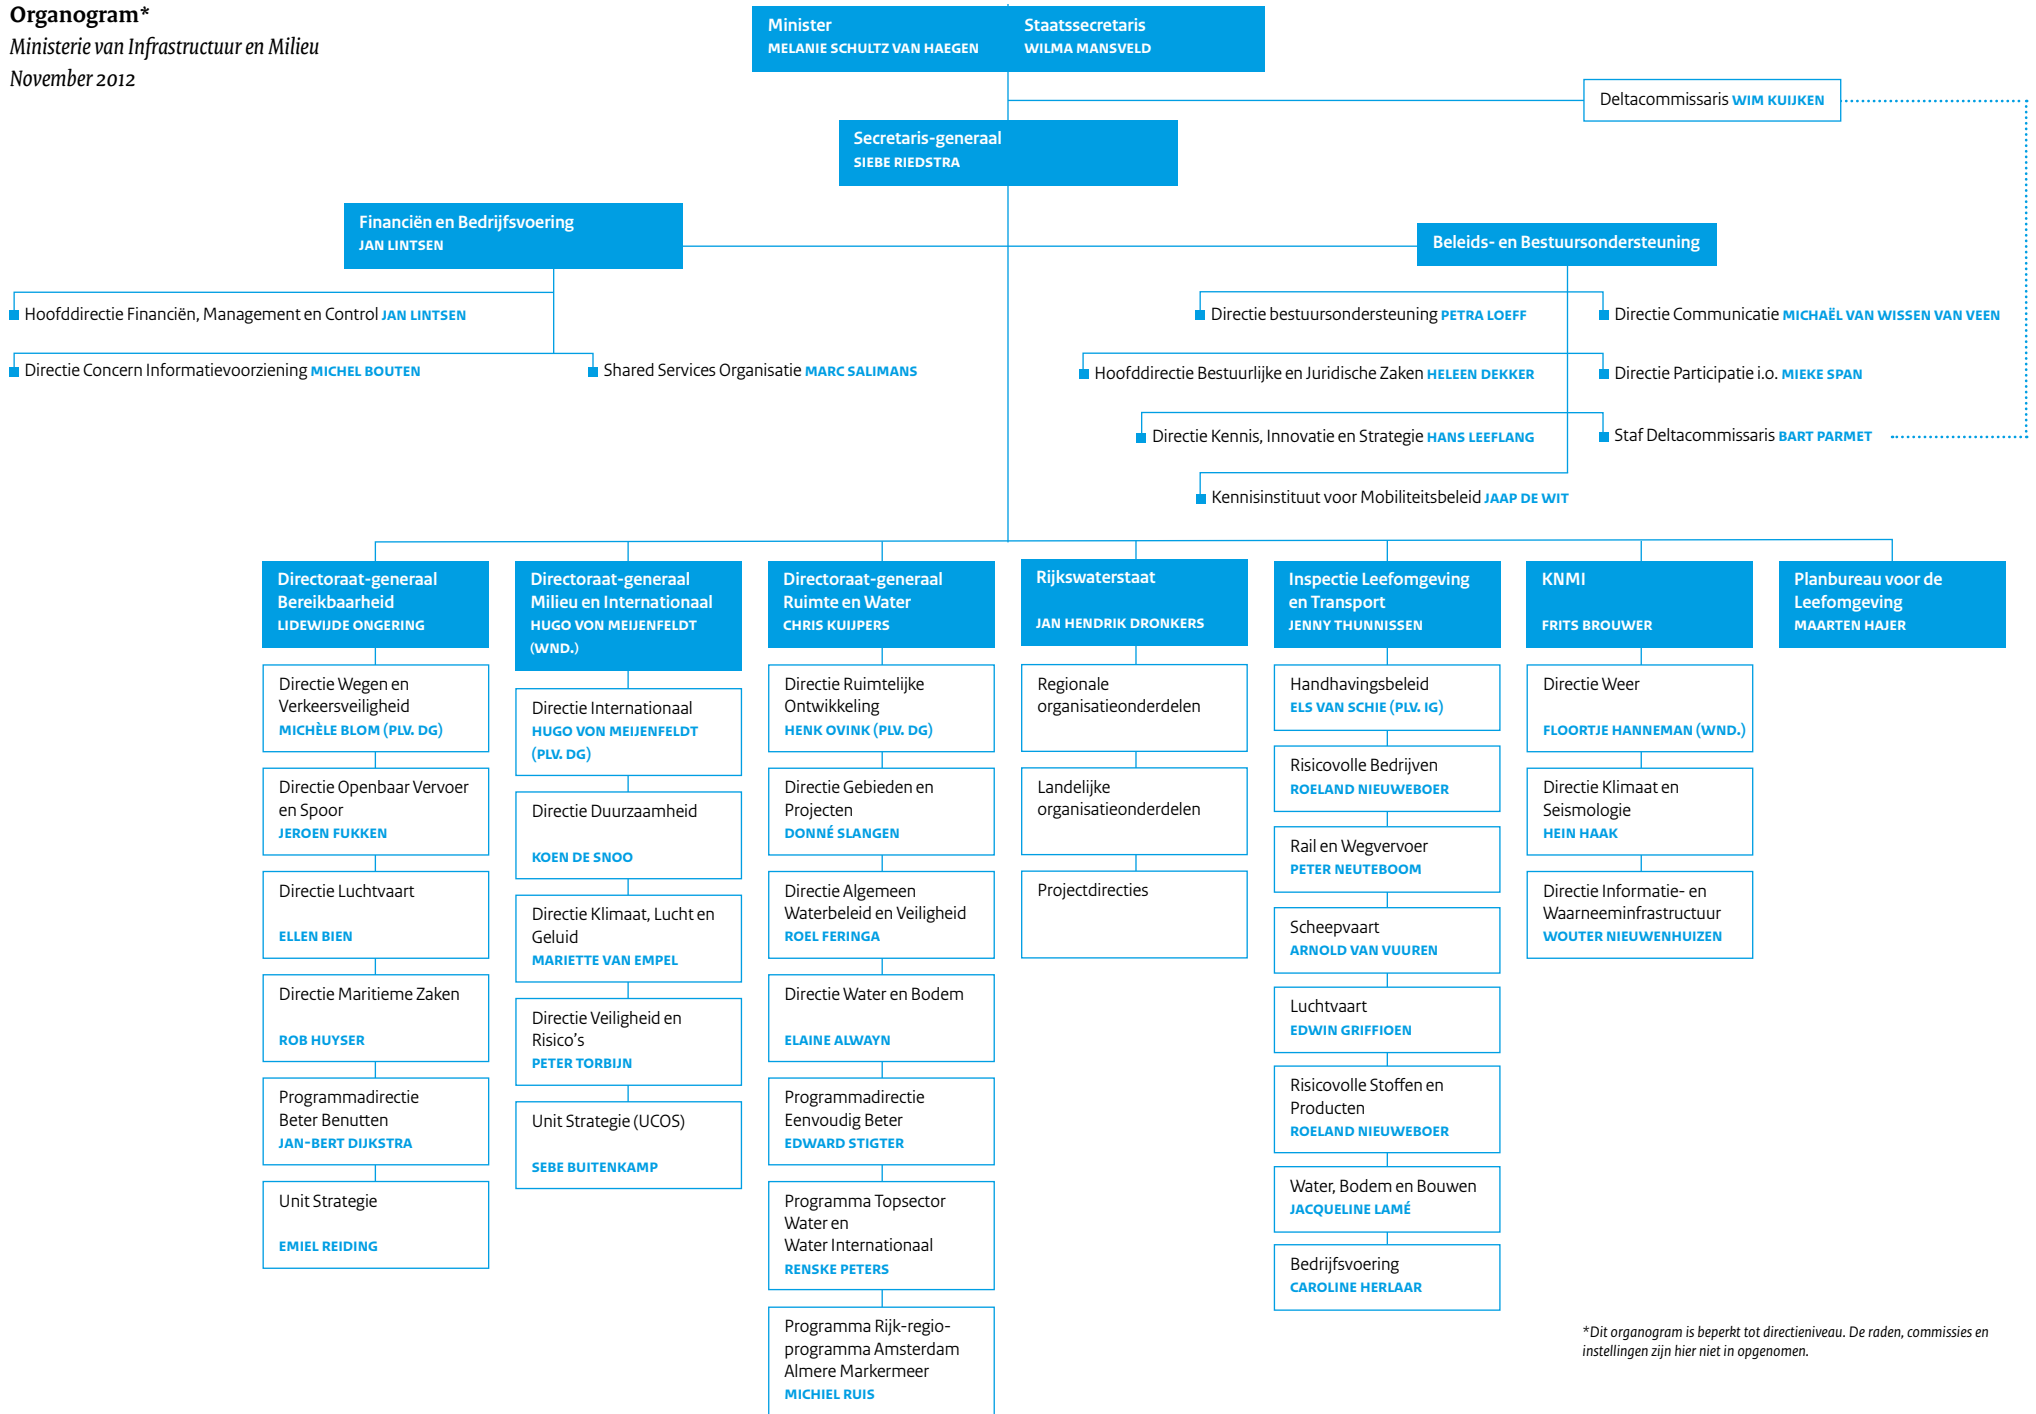 Organogram*
Ministerie van Infrastructuur en Milieu
November 2012
Minister
MELANIE SCHULTZ VAN HAEGEN
Staatssecretaris
WILMA MANSVELD
Deltacommissaris WIM KUIJKEN
Secretaris-generaal
SIEBE RIEDSTRA
Financiën en Bedrijfsvoering
JAN LINTSEN
Beleids- en Bestuursondersteuning
Hoofddirectie Financiën, Management en Control JAN LINTSEN
Directie Concern Informatievoorziening MICHEL BOUTEN
Shared Services Organisatie MARC SALIMANS
Directie bestuursondersteuning PETRA LOEFF
Directie Communicatie MICHAËL VAN WISSEN VAN VEEN
Hoofddirectie Bestuurlijke en Juridische Zaken HELEEN DEKKER
Directie Participatie i.o. MIEKE SPAN
Directie Kennis, Innovatie en Strategie HANS LEEFLANG
Staf Deltacommissaris BART PARMET
Kennisinstituut voor Mobiliteitsbeleid JAAP DE WIT
Directoraat-generaal
Bereikbaarheid
LIDEWIJDE ONGERING
Directie Wegen en
Verkeersveiligheid
MICHÈLE BLOM (PLV. DG)
Directie Openbaar Vervoer
en Spoor
JEROEN FUKKEN
Directie Luchtvaart
ELLEN BIEN
Directie Maritieme Zaken
ROB HUYSER
Programmadirectie
Beter Benutten
JAN-BERT DIJKSTRA
Unit Strategie
EMIEL REIDING
Directoraat-generaal
Milieu en Internationaal
HUGO VON MEIJENFELDT
(WND.)
Directie Internationaal
HUGO VON MEIJENFELDT
(PLV. DG)
Directie Duurzaamheid
KOEN DE SNOO
Directie Klimaat, Lucht en
Geluid
MARIETTE VAN EMPEL
Directie Veiligheid en
Risico's
PETER TORBIJN
Unit Strategie (UCOS)
SEBE BUITENKAMP
Directoraat-generaal
Ruimte en Water
CHRIS KUIJPERS
Directie Ruimtelijke
Ontwikkeling
HENK OVINK (PLV. DG)
Directie Gebieden en
Projecten
DONNÉ SLANGEN
Directie Algemeen
Waterbeleid en Veiligheid
ROEL FERINGA
Directie Water en Bodem
ELAINE ALWAYN
Programmadirectie
Eenvoudig Beter
EDWARD STIGTER
Programma Topsector
Water en
Water Internationaal
RENSKE PETERS
Programma Rijk-regio-
programma Amsterdam
Almere Markermeer
MICHIEL RUIS
Rijkswaterstaat
JAN HENDRIK DRONKERS
Regionale
organisatieonderdelen
Landelijke
organisatieonderdelen
Projectdirecties
Inspectie Leefomgeving
en Transport
JENNY THUNNISSEN
Handhavingsbeleid
ELS VAN SCHIE (PLV. IG)
Risicovolle Bedrijven
ROELAND NIEUWEBOER
Rail en Wegvervoer
PETER NEUTEBOOM
Scheepvaart
ARNOLD VAN VUUREN
Luchtvaart
EDWIN GRIFFIOEN
Risicovolle Stoffen en
Producten
ROELAND NIEUWEBOER
Water, Bodem en Bouwen
JACQUELINE LAMÉ
Bedrijfsvoering
CAROLINE HERLAAR
KNMI
FRITS BROUWER
Directie Weer
FLOORTJE HANNEMAN (WND.)
Directie Klimaat en
Seismologie
HEIN HAAK
Directie Informatie- en
Waarneeminfrastructuur
WOUTER NIEUWENHUIZEN
Planbureau voor de
Leefomgeving
MAARTEN HAJER
*Dit organogram is beperkt tot directieniveau. De raden, commissies en
instellingen zijn hier niet in opgenomen.